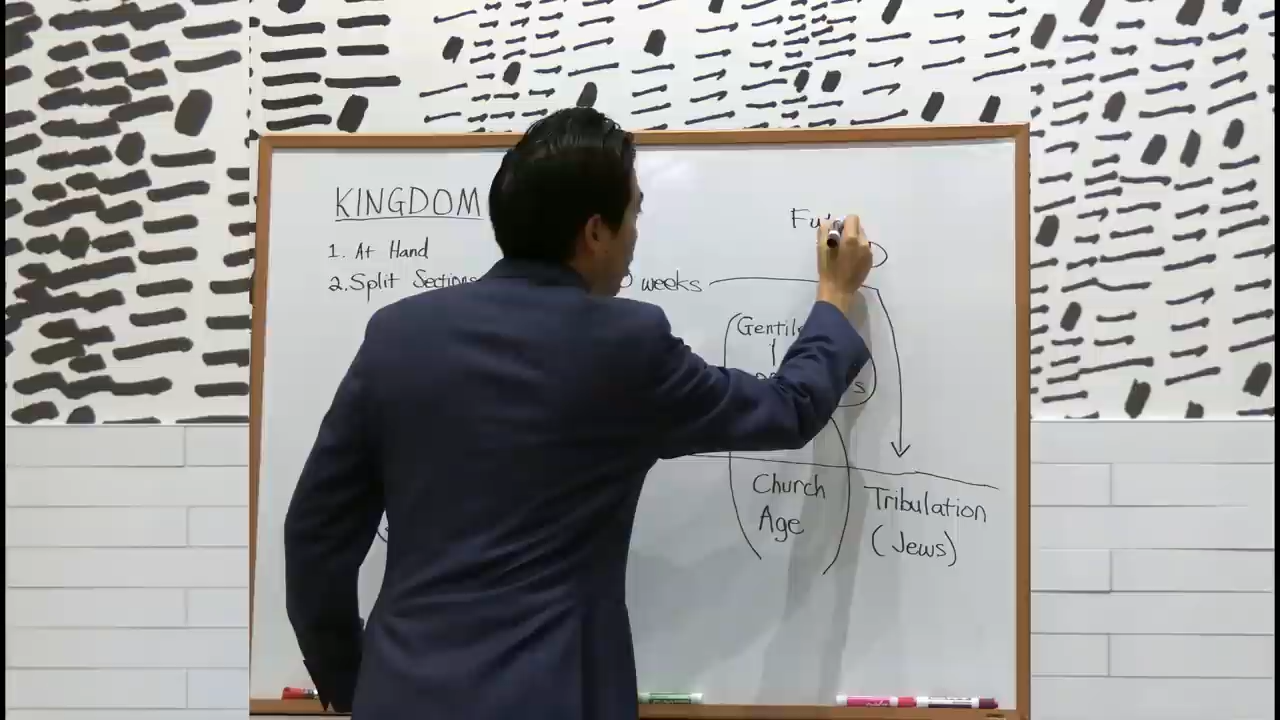 KINGDOM
1. At Hand
2. Split Sections
weeks
Church
Age
Tribulation
(Jews)